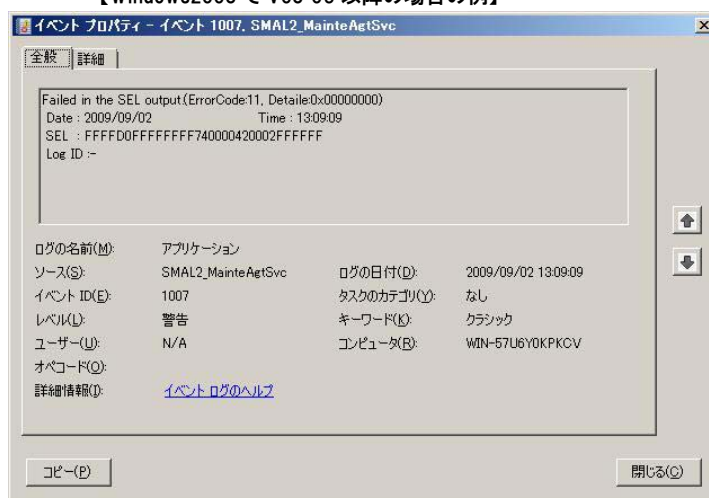 【Windows2008 で V08-08 以降の場合の例】
イベント プロパティ - イベント 1007, SMAL2_MainteAgtSvc
全般 詳細
Failed in the SEL output.(ErrorCode:11, Detaile:0x00000000)
Date : 2009/09/02 Time : 13:09:09
SEL : FFFFD0FFFFFFFF740000420002FFFFFF
Log ID :-
ログの名前(M): アプリケーション
ソース(S): SMAL2_MainteAgtSvc ログの日付(D): 2009/09/02 13:09:09
イベント ID(E): 1007 タスクのカテゴリ(Y): なし
レベル(L): 警告 キーワード(K): クラシック
ユーザー(U): N/A コンピュータ(R): WIN-57U6Y0KPKCV
オペコード(O):
詳細情報(I): イベント ログのヘルプ
コピー(P) 閉じる(C)